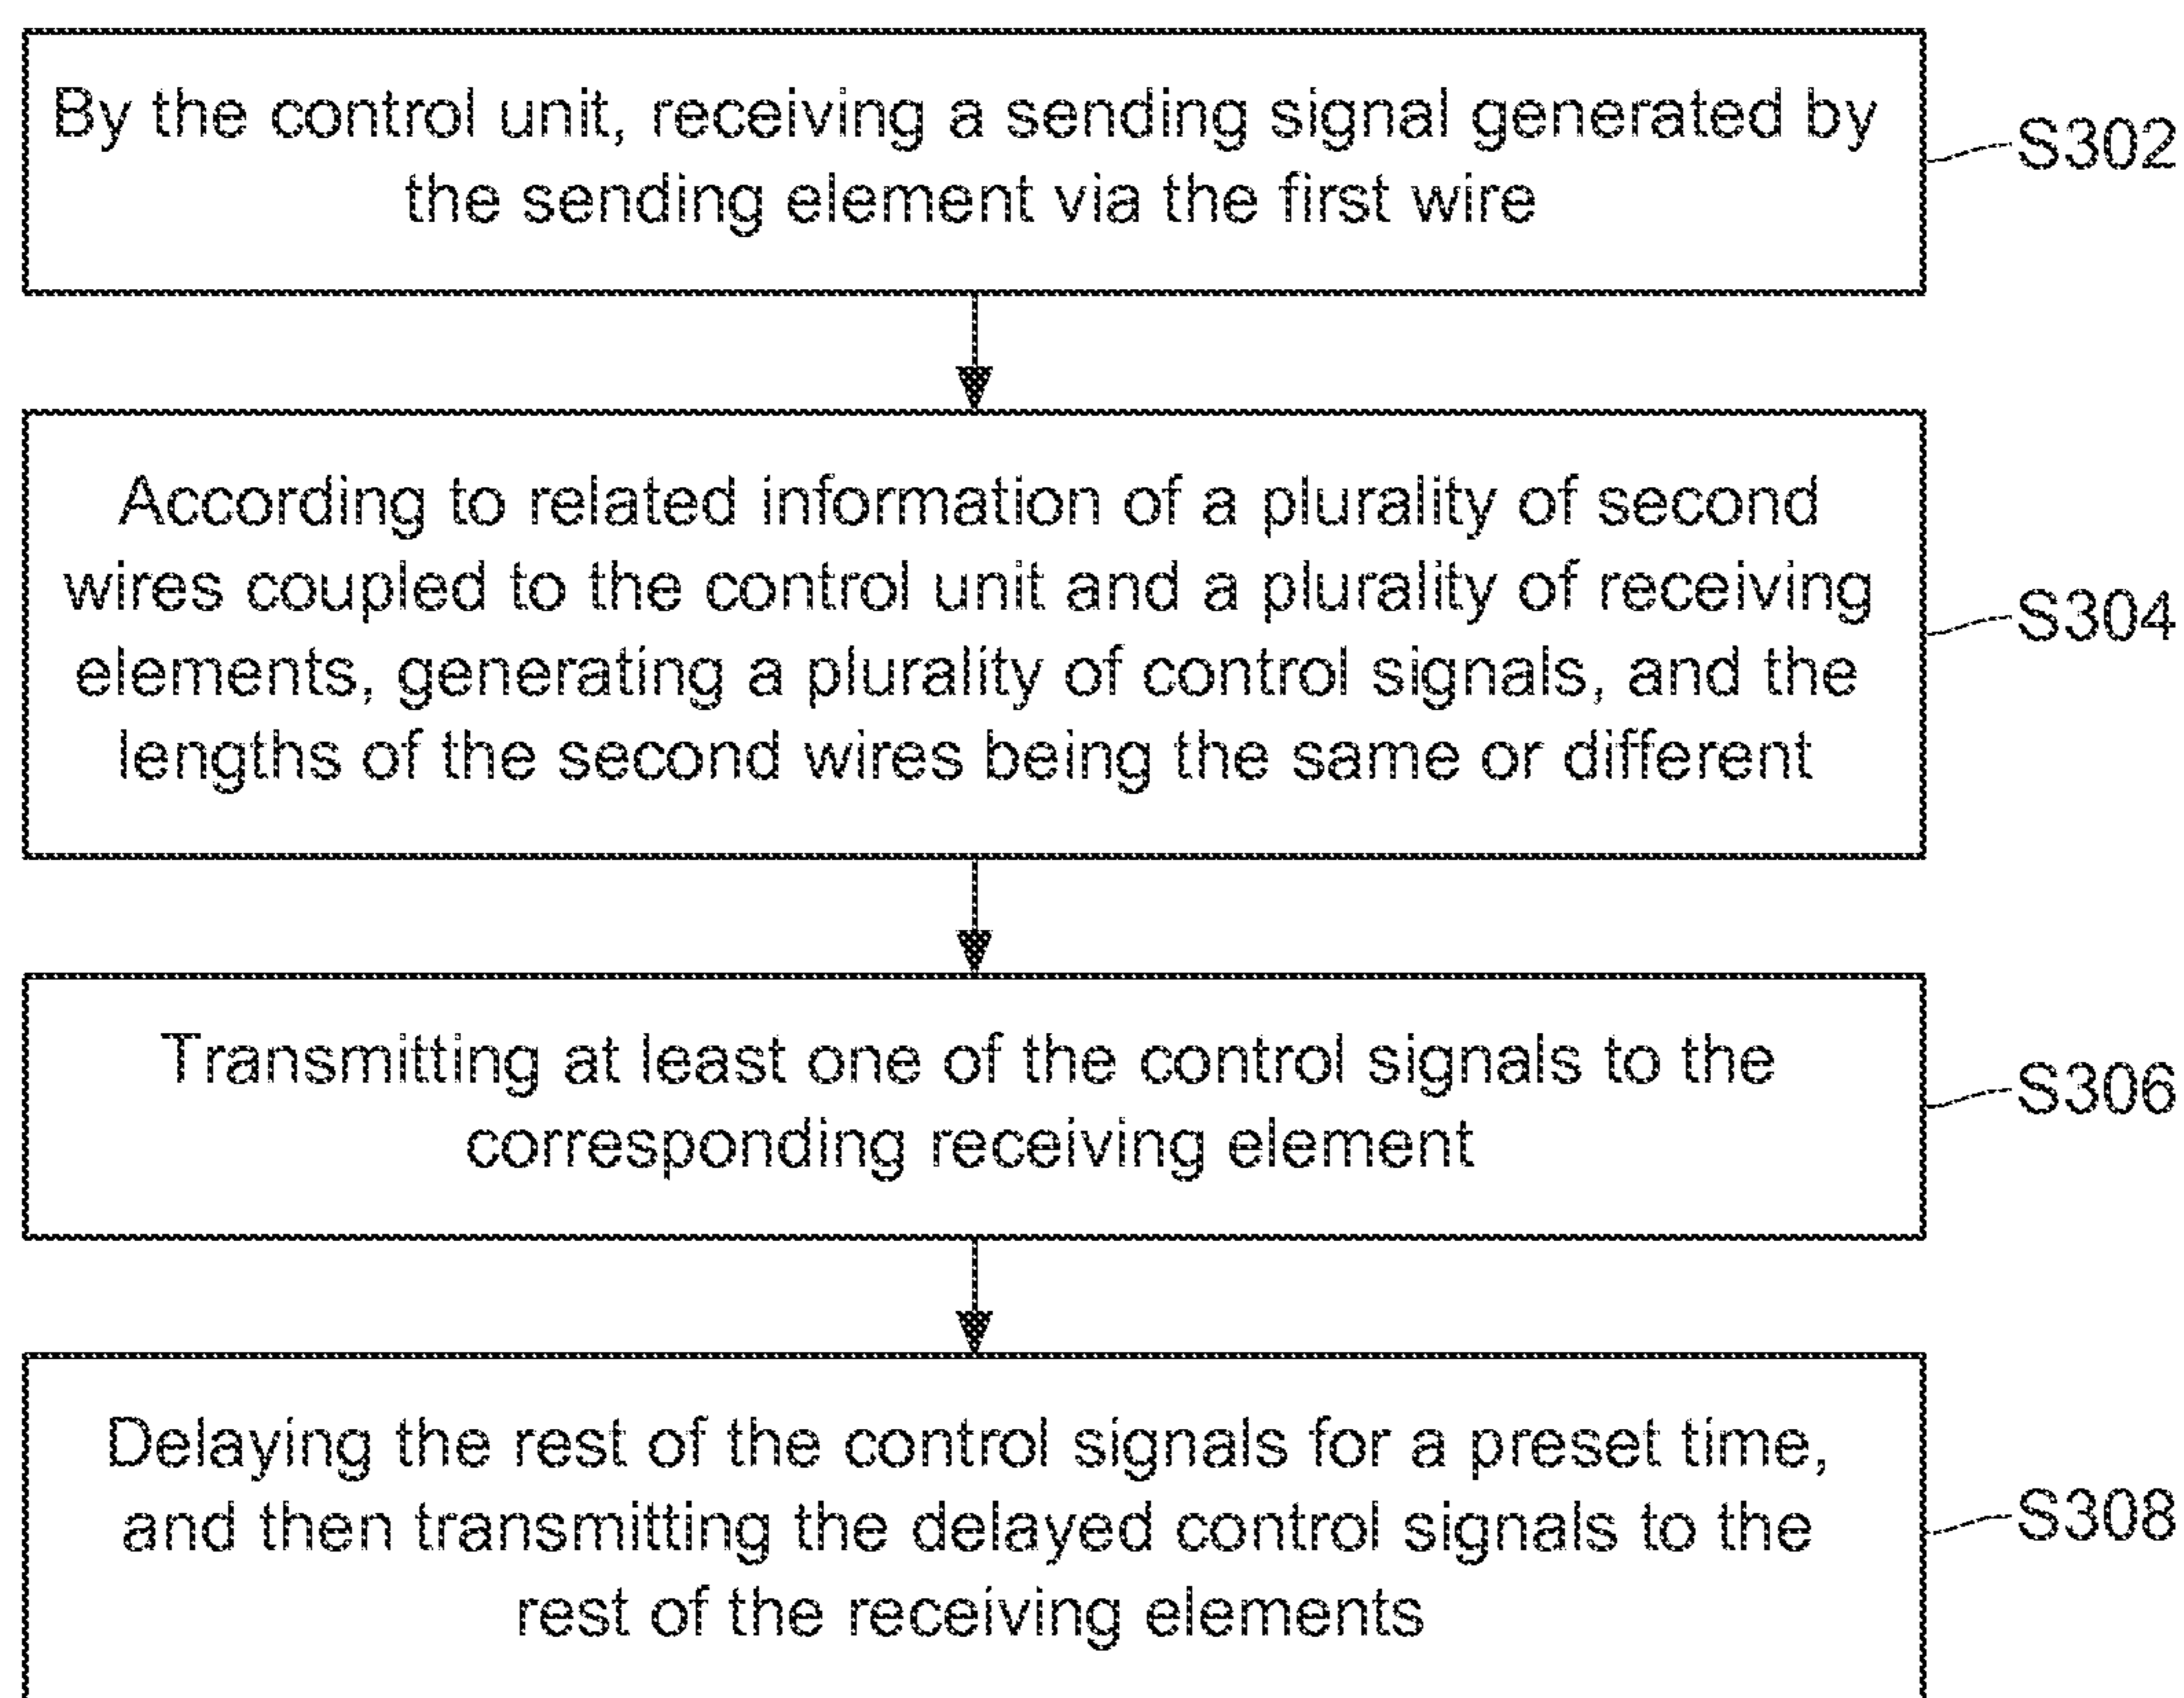 By the control unit, receiving a sending signal generated by
the sending element via the first wire
S302
According to related information of a plurality of second
wires coupled to the control unit and a plurality of receiving
elements, generating a plurality of control signals, and the
lengths of the second wires being the same or different
S304
Transmitting at least one of the control signals to the
corresponding receiving element
S306
Delaying the rest of the control signals for a preset time,
and then transmitting the delayed control signals to the
rest of the receiving elements
S308